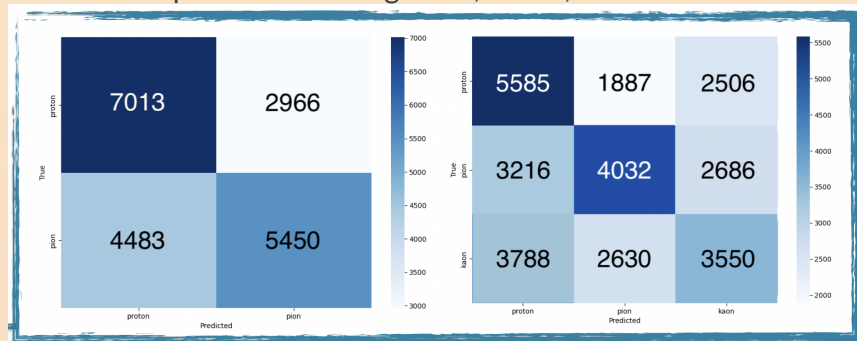 proton
7013
2966
True
pion
4483
5450
proton
pion
Predicted
7000
6500
6000
5500
5000
4500
4000
3500
3000
proton
5585
1887
2506
True
pion
3216
4032
2686
kaon
3788
2630
3550
proton
pion
kaon
Predicted
5500
5000
4500
4000
3500
3000
2500
2000